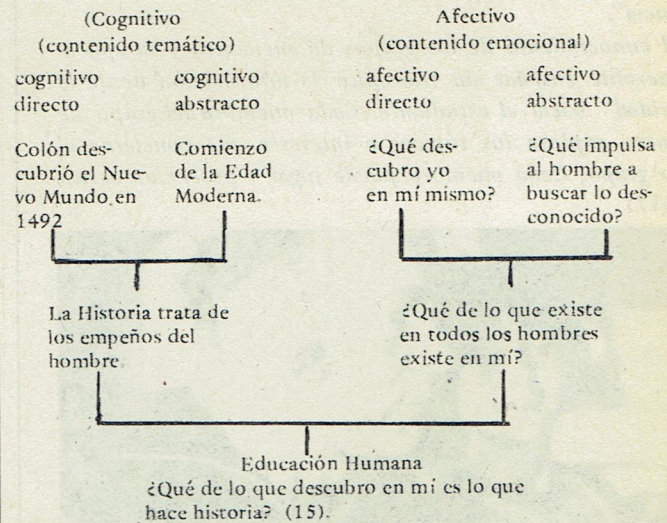 (Cognitivo
(contenido temático)
cognitivo
directo
cognitivo
abstracto
Colón des-
cubrió el Nue-
vo Mundo en
1492
Comienzo
de la Edad
Moderna.
Afectivo
(contenido emocional)
afectivo
directo
afectivo
abstracto
¿Qué des-
cubro yo
en mí mismo?
¿Qué impulsa
al hombre a
buscar lo des-
conocido?
La Historia trata de
los empeños del
hombre.
¿Qué de lo que existe
en todos los hombres
existe en mí?
Educación Humana
¿Qué de lo que descubro en mí es lo que
hace historia? (15).